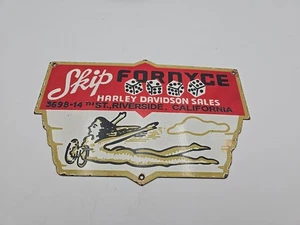 Skip FORDYCE
HARLEY DAVIDSON SALES
3698-14TH ST., RIVERSIDE, CALIFORNIA